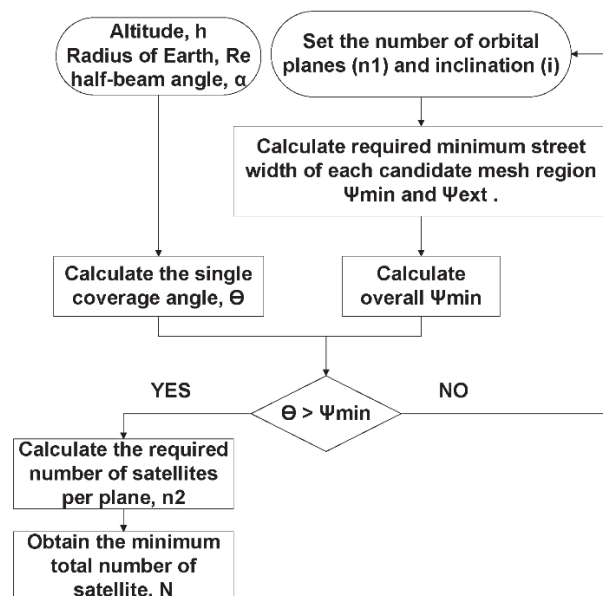 Altitude, h
Radius of Earth, Re
half-beam angle, α
Set the number of orbital
planes (n1) and inclination (i)
Calculate required minimum street
width of each candidate mesh region
Ψmin and Ψext .
Calculate the single
coverage angle, Ɵ
Calculate
overall Ψmin
YES
NO
Ɵ > Ψmin
Calculate the required
number of satellites
per plane, n2
Obtain the minimum
total number of
satellite, N